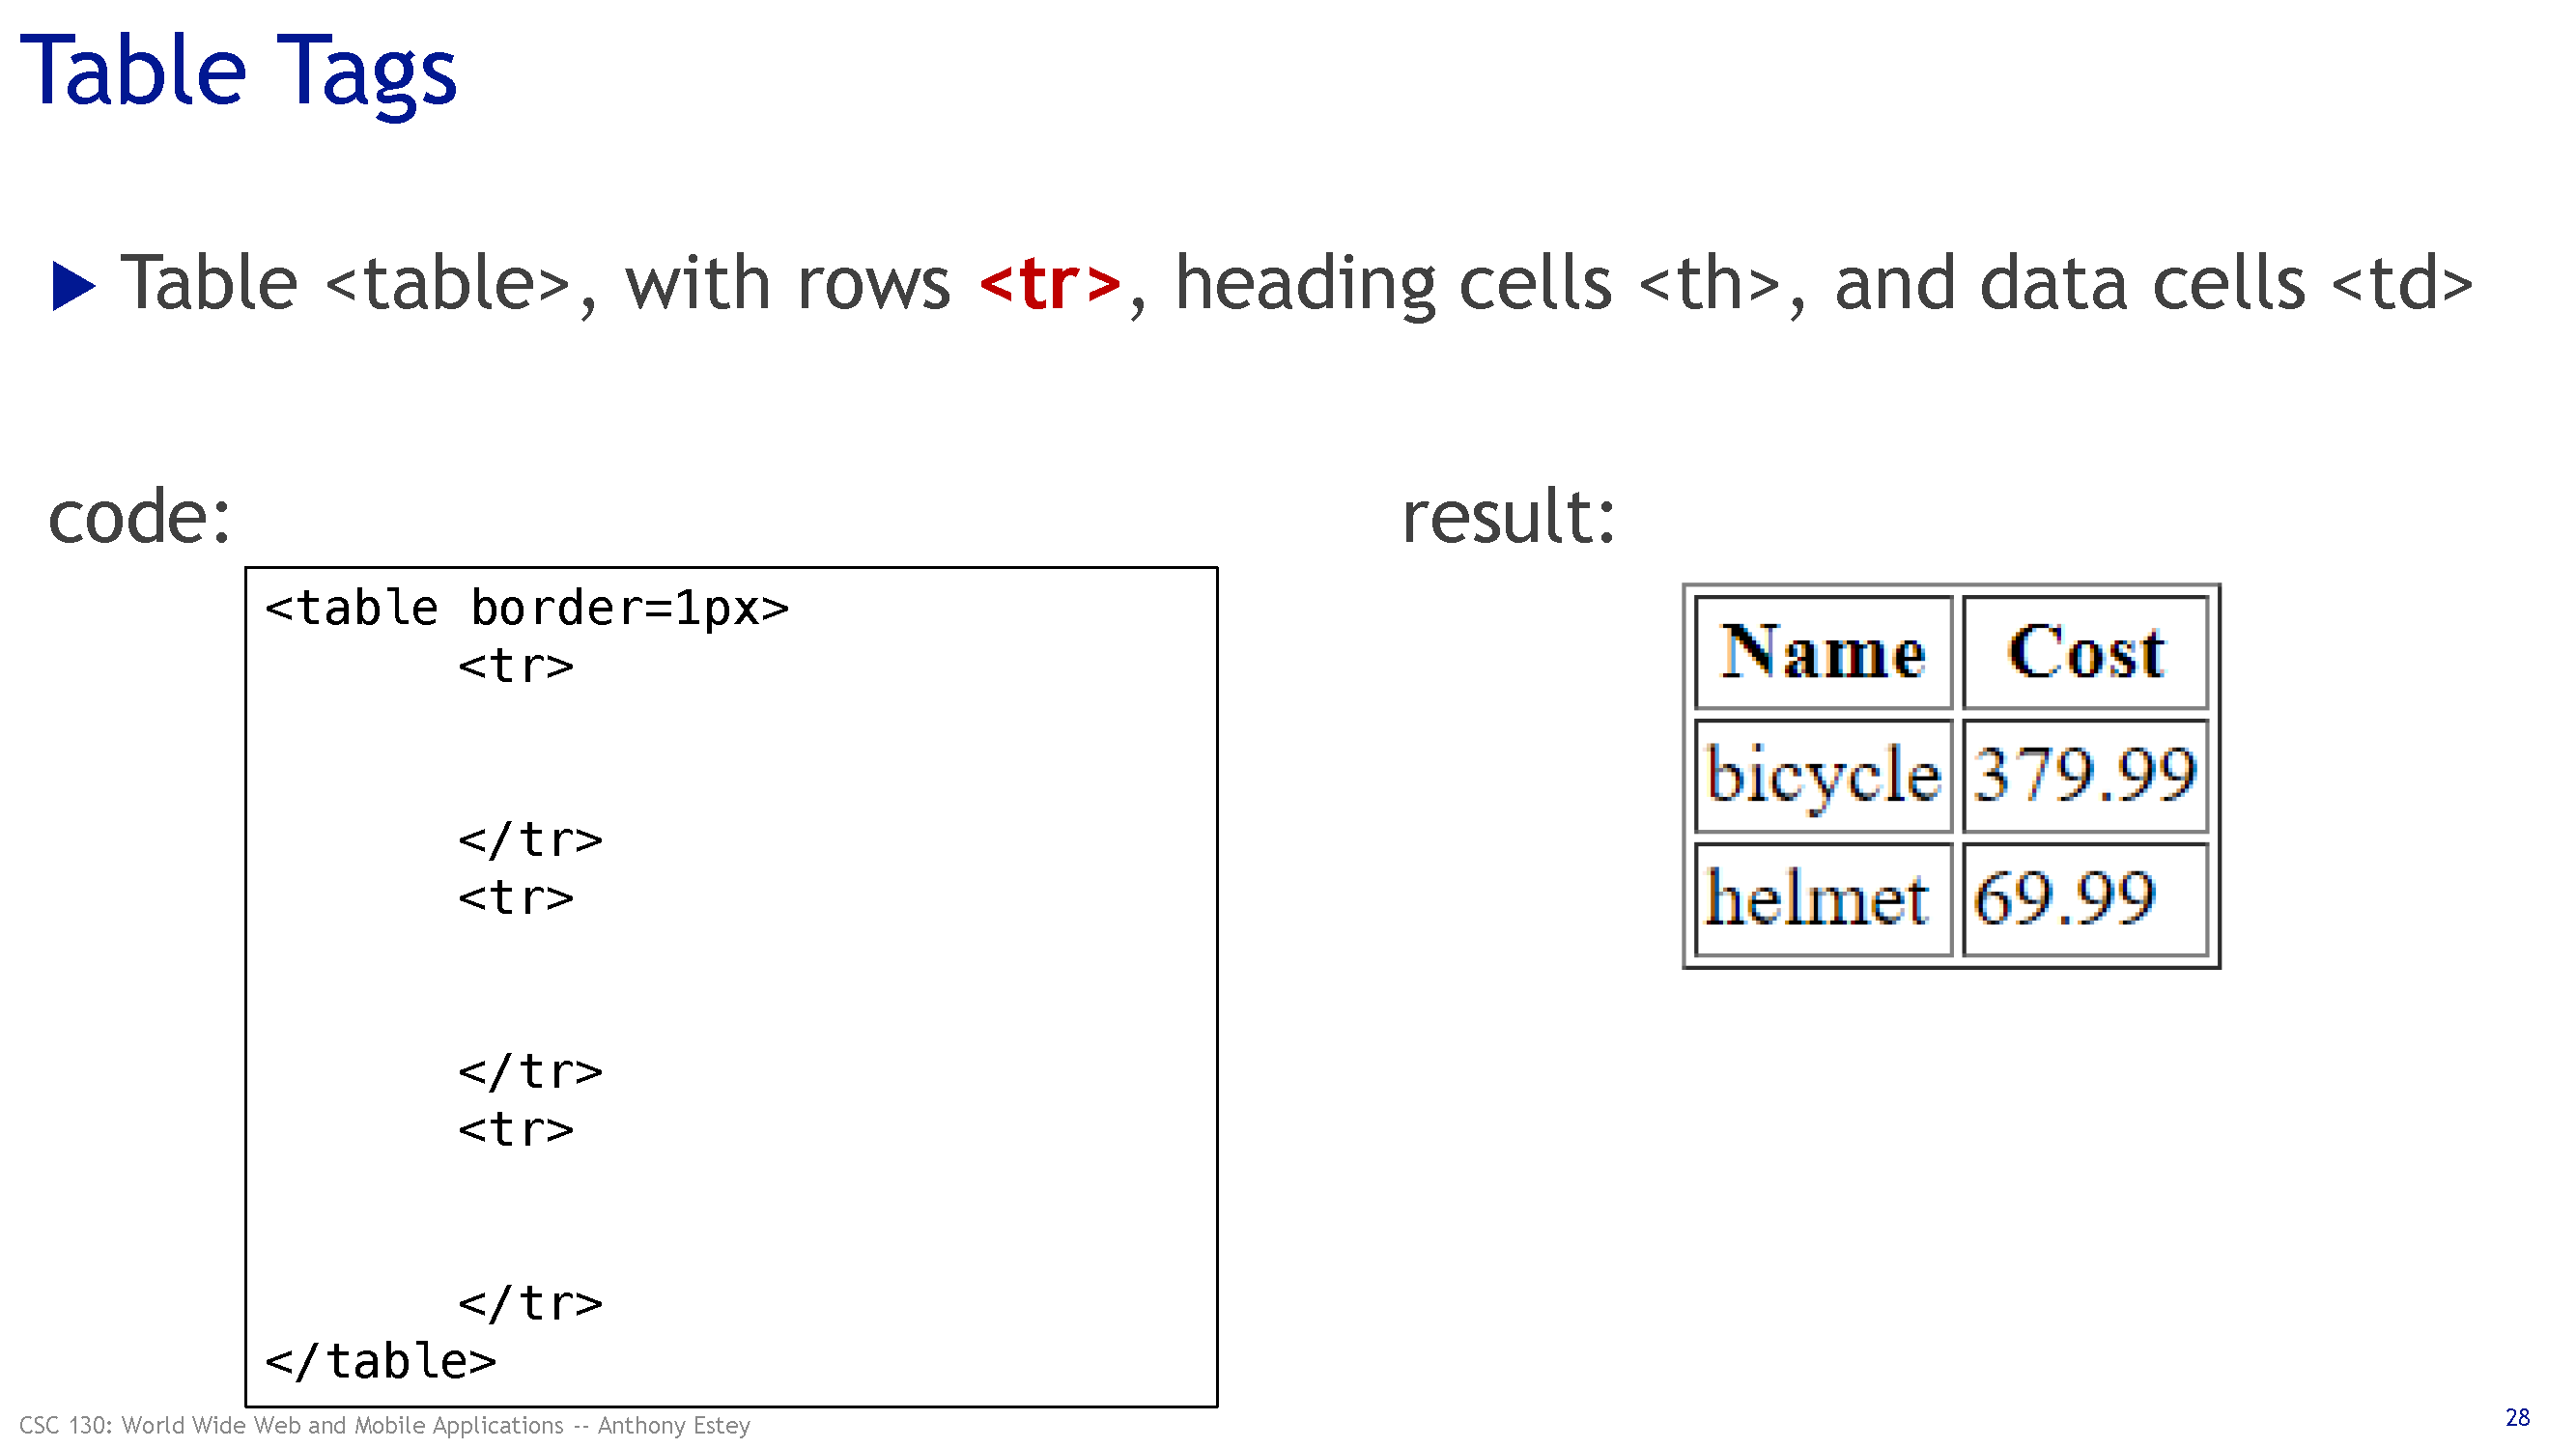 Table Tags
Table <table>, with rows <tr>, heading cells <th>, and data cells <td>
code:
<table border=1px>
<tr>
</tr>
<tr>
</tr>
<tr>
</tr>
</table>
result:
Name Cost
bicycle 379.99
helmet 69.99
CSC 130: World Wide Web and Mobile Applications -- Anthony Estey
28